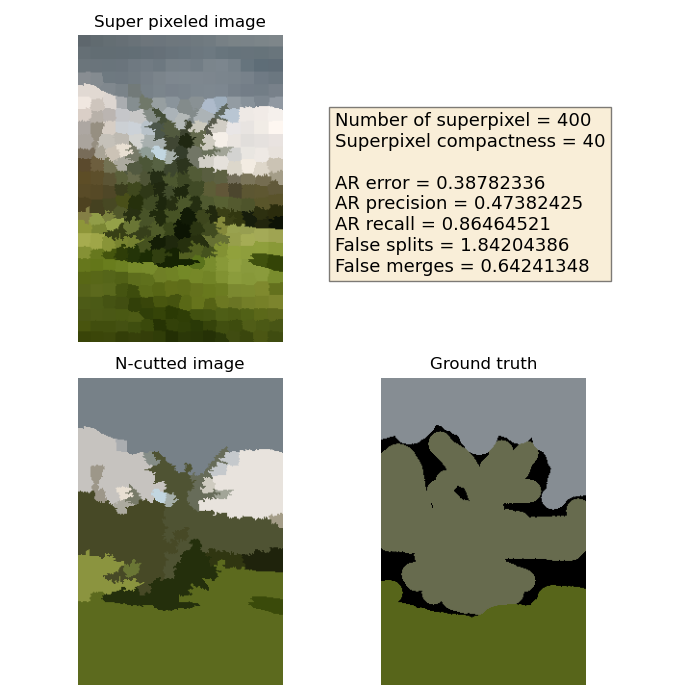 Super pixeled image
Number of superpixel = 400
Superpixel compactness = 40
AR error = 0.38782336
AR precision = 0.47382425
AR recall = 0.86464521
False splits = 1.84204386
False merges = 0.64241348
N-cutted image
Ground truth